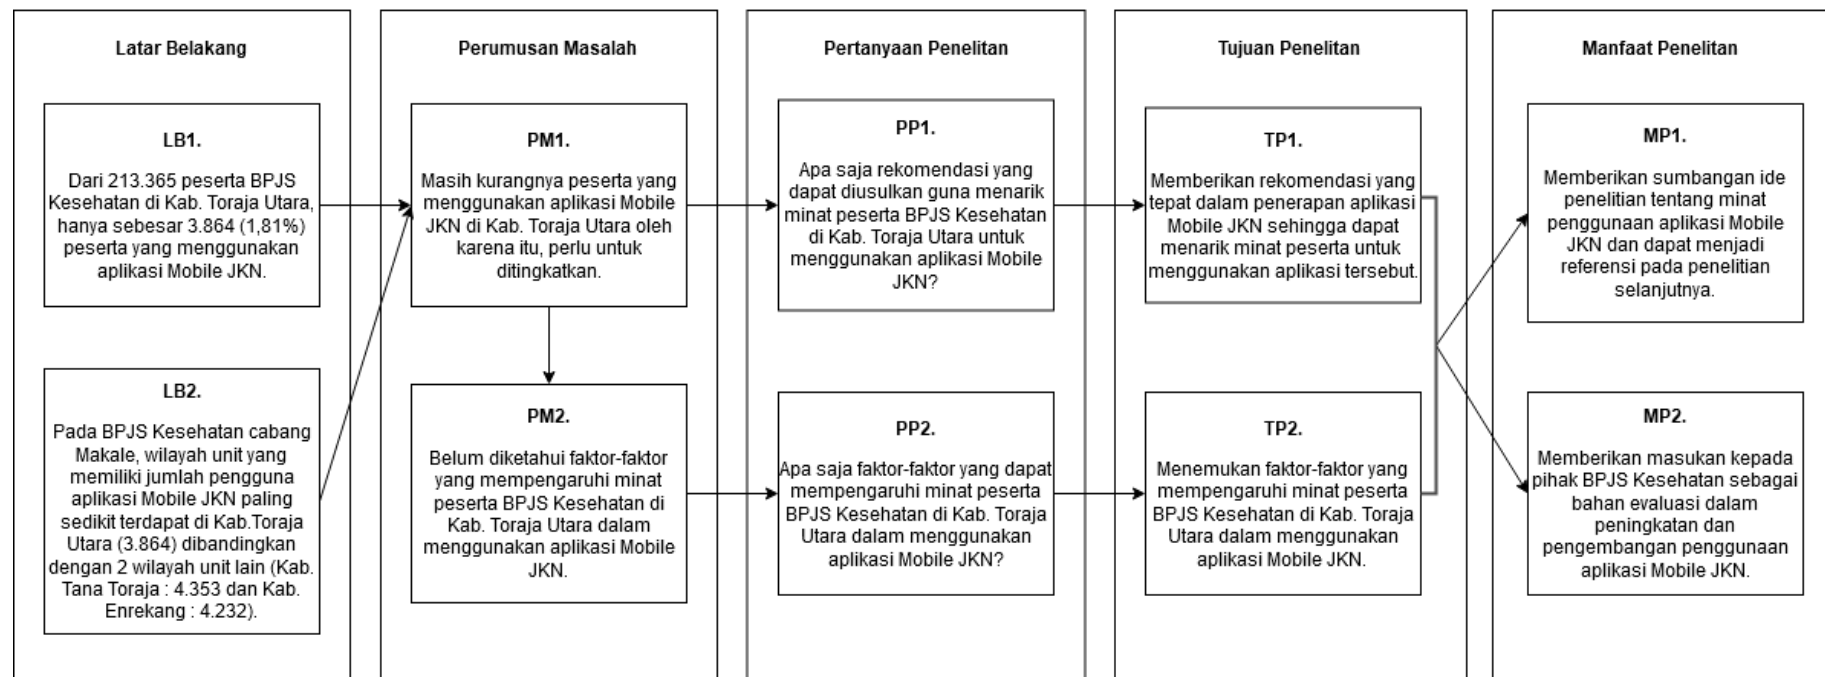 Latar Belakang
LB1.
Dari 213.365 peserta BPJS
Kesehatan di Kab. Toraja Utara,
hanya sebesar 3.864 (1,81%)
peserta yang menggunakan
aplikasi Mobile JKN.
LB2.
Pada BPJS Kesehatan cabang
Makale, wilayah unit yang
memiliki jumlah pengguna
aplikasi Mobile JKN paling
sedikit terdapat di Kab.Toraja
Utara (3.864) dibandingkan
dengan 2 wilayah unit lain (Kab.
Tana Toraja : 4.353 dan Kab.
Enrekang : 4.232).
Perumusan Masalah
PM1.
Masih kurangnya peserta yang
menggunakan aplikasi Mobile
JKN di Kab. Toraja Utara oleh
karena itu, perlu untuk
ditingkatkan.
PM2.
Belum diketahui faktor-faktor
yang mempengaruhi minat
peserta BPJS Kesehatan di
Kab. Toraja Utara dalam
menggunakan aplikasi Mobile
JKN.
Pertanyaan Penelitan
PP1.
Apa saja rekomendasi yang
dapat diusulkan guna menarik
minat peserta BPJS Kesehatan
di Kab. Toraja Utara untuk
menggunakan aplikasi Mobile
JKN?
PP2.
Apa saja faktor-faktor yang dapat
mempengaruhi minat peserta
BPJS Kesehatan di Kab. Toraja
Utara dalam menggunakan
aplikasi Mobile JKN?
Tujuan Penelitan
TP1.
Memberikan rekomendasi yang
tepat dalam penerapan aplikasi
Mobile JKN sehingga dapat
menarik minat peserta untuk
menggunakan aplikasi tersebut.
TP2.
Menemukan faktor-faktor yang
mempengaruhi minat peserta
BPJS Kesehatan di Kab. Toraja
Utara dalam menggunakan
aplikasi Mobile JKN.
Manfaat Penelitan
MP1.
Memberikan sumbangan ide
penelitian tentang minat
penggunaan aplikasi Mobile
JKN dan dapat menjadi
referensi pada penelitian
selanjutnya.
MP2.
Memberikan masukan kepada
pihak BPJS Kesehatan sebagai
bahan evaluasi dalam
peningkatan dan
pengembangan penggunaan
aplikasi Mobile JKN.